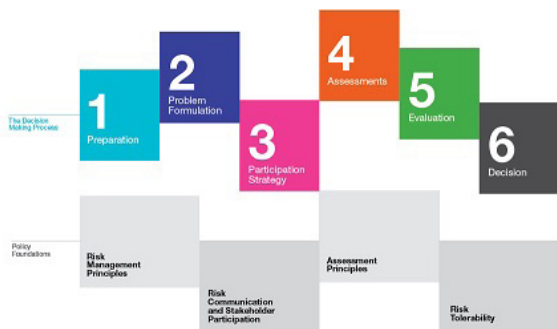 The Decision
Making Process
1
Preparation
2
Problem
Formulation
3
Participation
Strategy
4
Assessments
5
Evaluation
6
Decision
Policy
Foundations
Risk
Management
Principles
Risk
Communication
and Stakeholder
Participation
Assessment
Principles
Risk
Tolerability